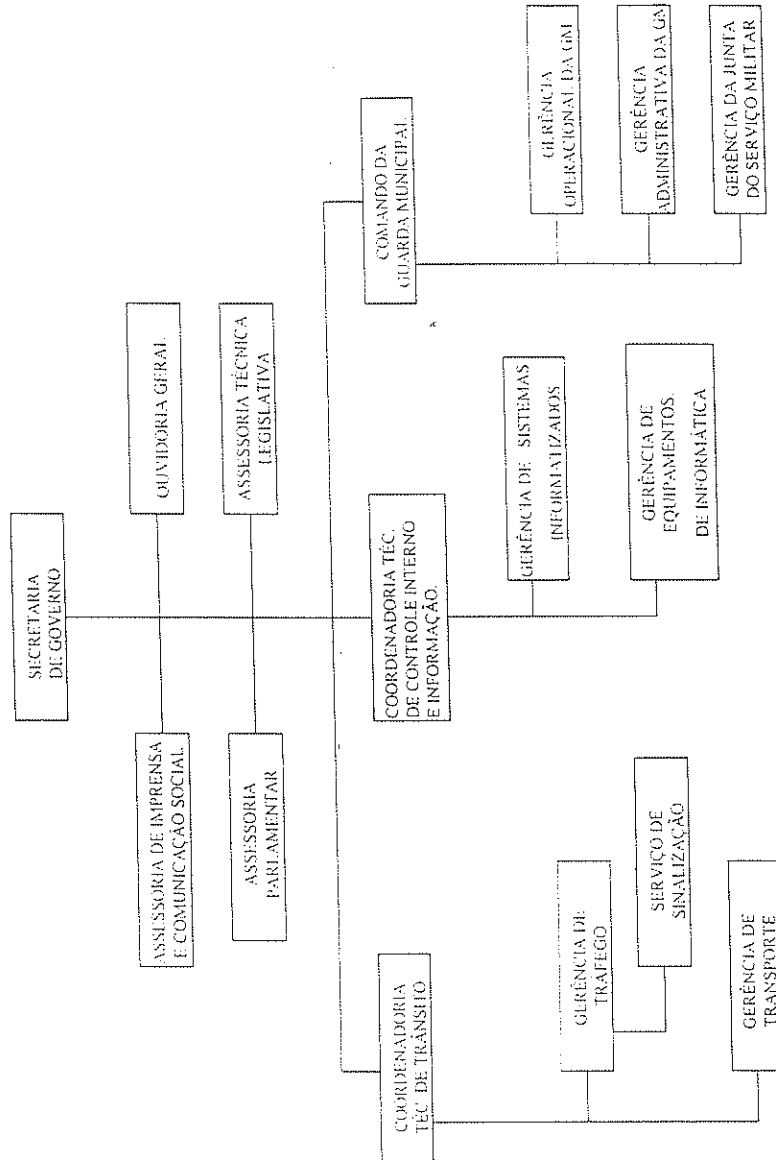 SECRETARIA
DE GOVERNO
ASSESSORIA DE IMPRENSA
E COMUNICAÇÃO SOCIAL
OUVIDORIA GERAL
ASSESSORIA
PARLAMENTAR
ASSESSORIA TÉCNICA
LEGISLATIVA
COORDENADORIA
TÉC. DE TRÂNSITO
COORDENADORIA TÉC.
DE CONTROLE INTERNO
E INFORMAÇÃO.
COMANDO DA
GUARDA MUNICIPAL
GERÊNCIA DE
TRÁFEGO
SERVIÇO DE
SINALIZAÇÃO
GERÊNCIA DE
TRANSPORTE
GERÊNCIA DE SISTEMAS
INFORMATIZADOS
GERÊNCIA DE
EQUIPAMENTOS.
DE INFORMÁTICA
GERÊNCIA
OPERACIONAL DA GM
GERÊNCIA
ADMINISTRATIVA DA GM
GERÊNCIA DA JUNTA
DO SERVIÇO MILITAR